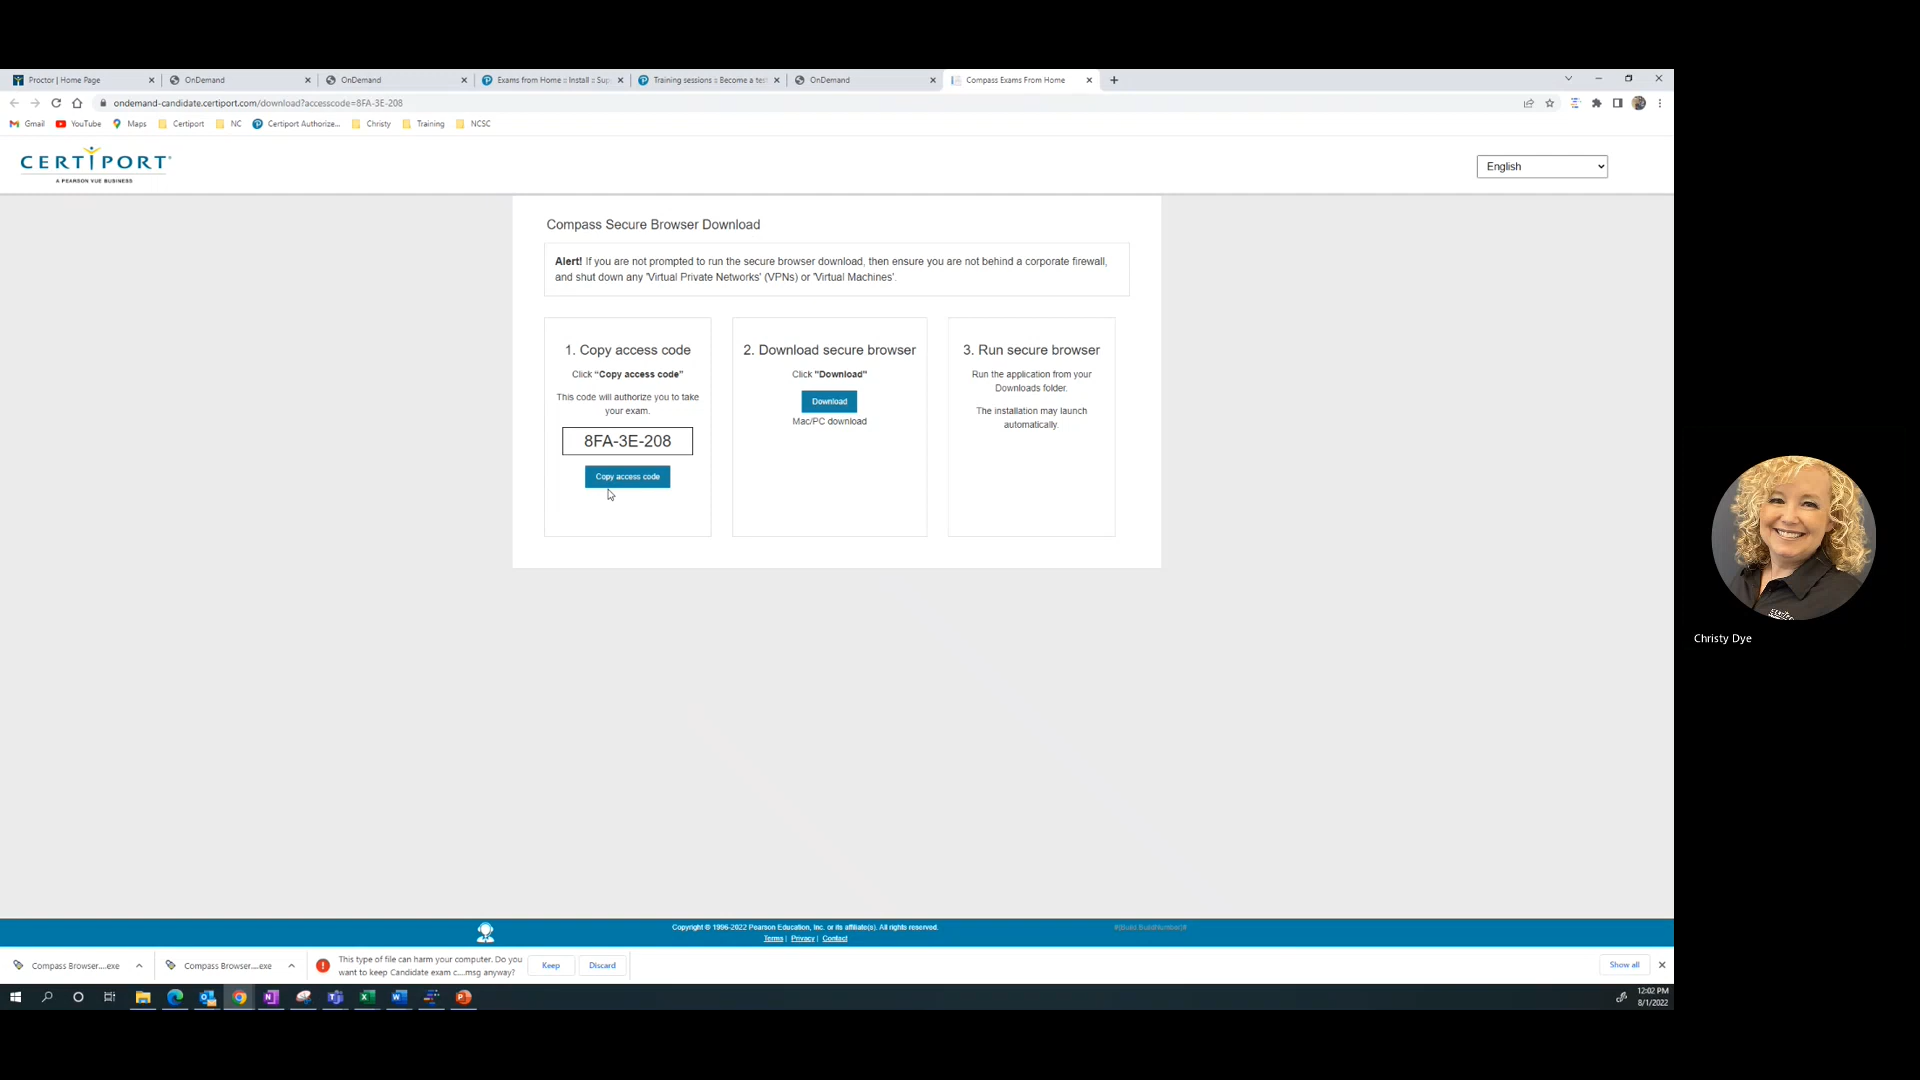 Proctor | Home Page
OnDemand
OnDemand
Exams from Home :: Install :: Sup
Training sessions :: Become a tes
OnDemand
Compass Exams From Home
ondemand-candidate.certiport.com/download?accesscode=8FA-3E-208
Gmail
YouTube
Maps
Certiport
NC
Certiport Authorize...
Christy
Training
NCSC
CERTIPORT
A PEARSON VUE BUSINESS
English
Compass Secure Browser Download
Alert! If you are not prompted to run the secure browser download, then ensure you are not behind a corporate firewall,
and shut down any 'Virtual Private Networks' (VPNs) or 'Virtual Machines'.
1. Copy access code
Click “Copy access code”
This code will authorize you to take
your exam.
8FA-3E-208
Copy access code
2. Download secure browser
Click "Download"
Download
Mac/PC download
3. Run secure browser
Run the application from your
Downloads folder.
The installation may launch
automatically.
Christy Dye
Copyright © 1996-2022 Pearson Education, Inc. or its affiliate(s). All rights reserved.
Terms | Privacy | Contact
#{Build.BuildNumber}#
Compass Browser....exe
Compass Browser....exe
This type of file can harm your computer. Do you
want to keep Candidate exam c....msg anyway?
Keep
Discard
Show all
12:02 PM
8/1/2022